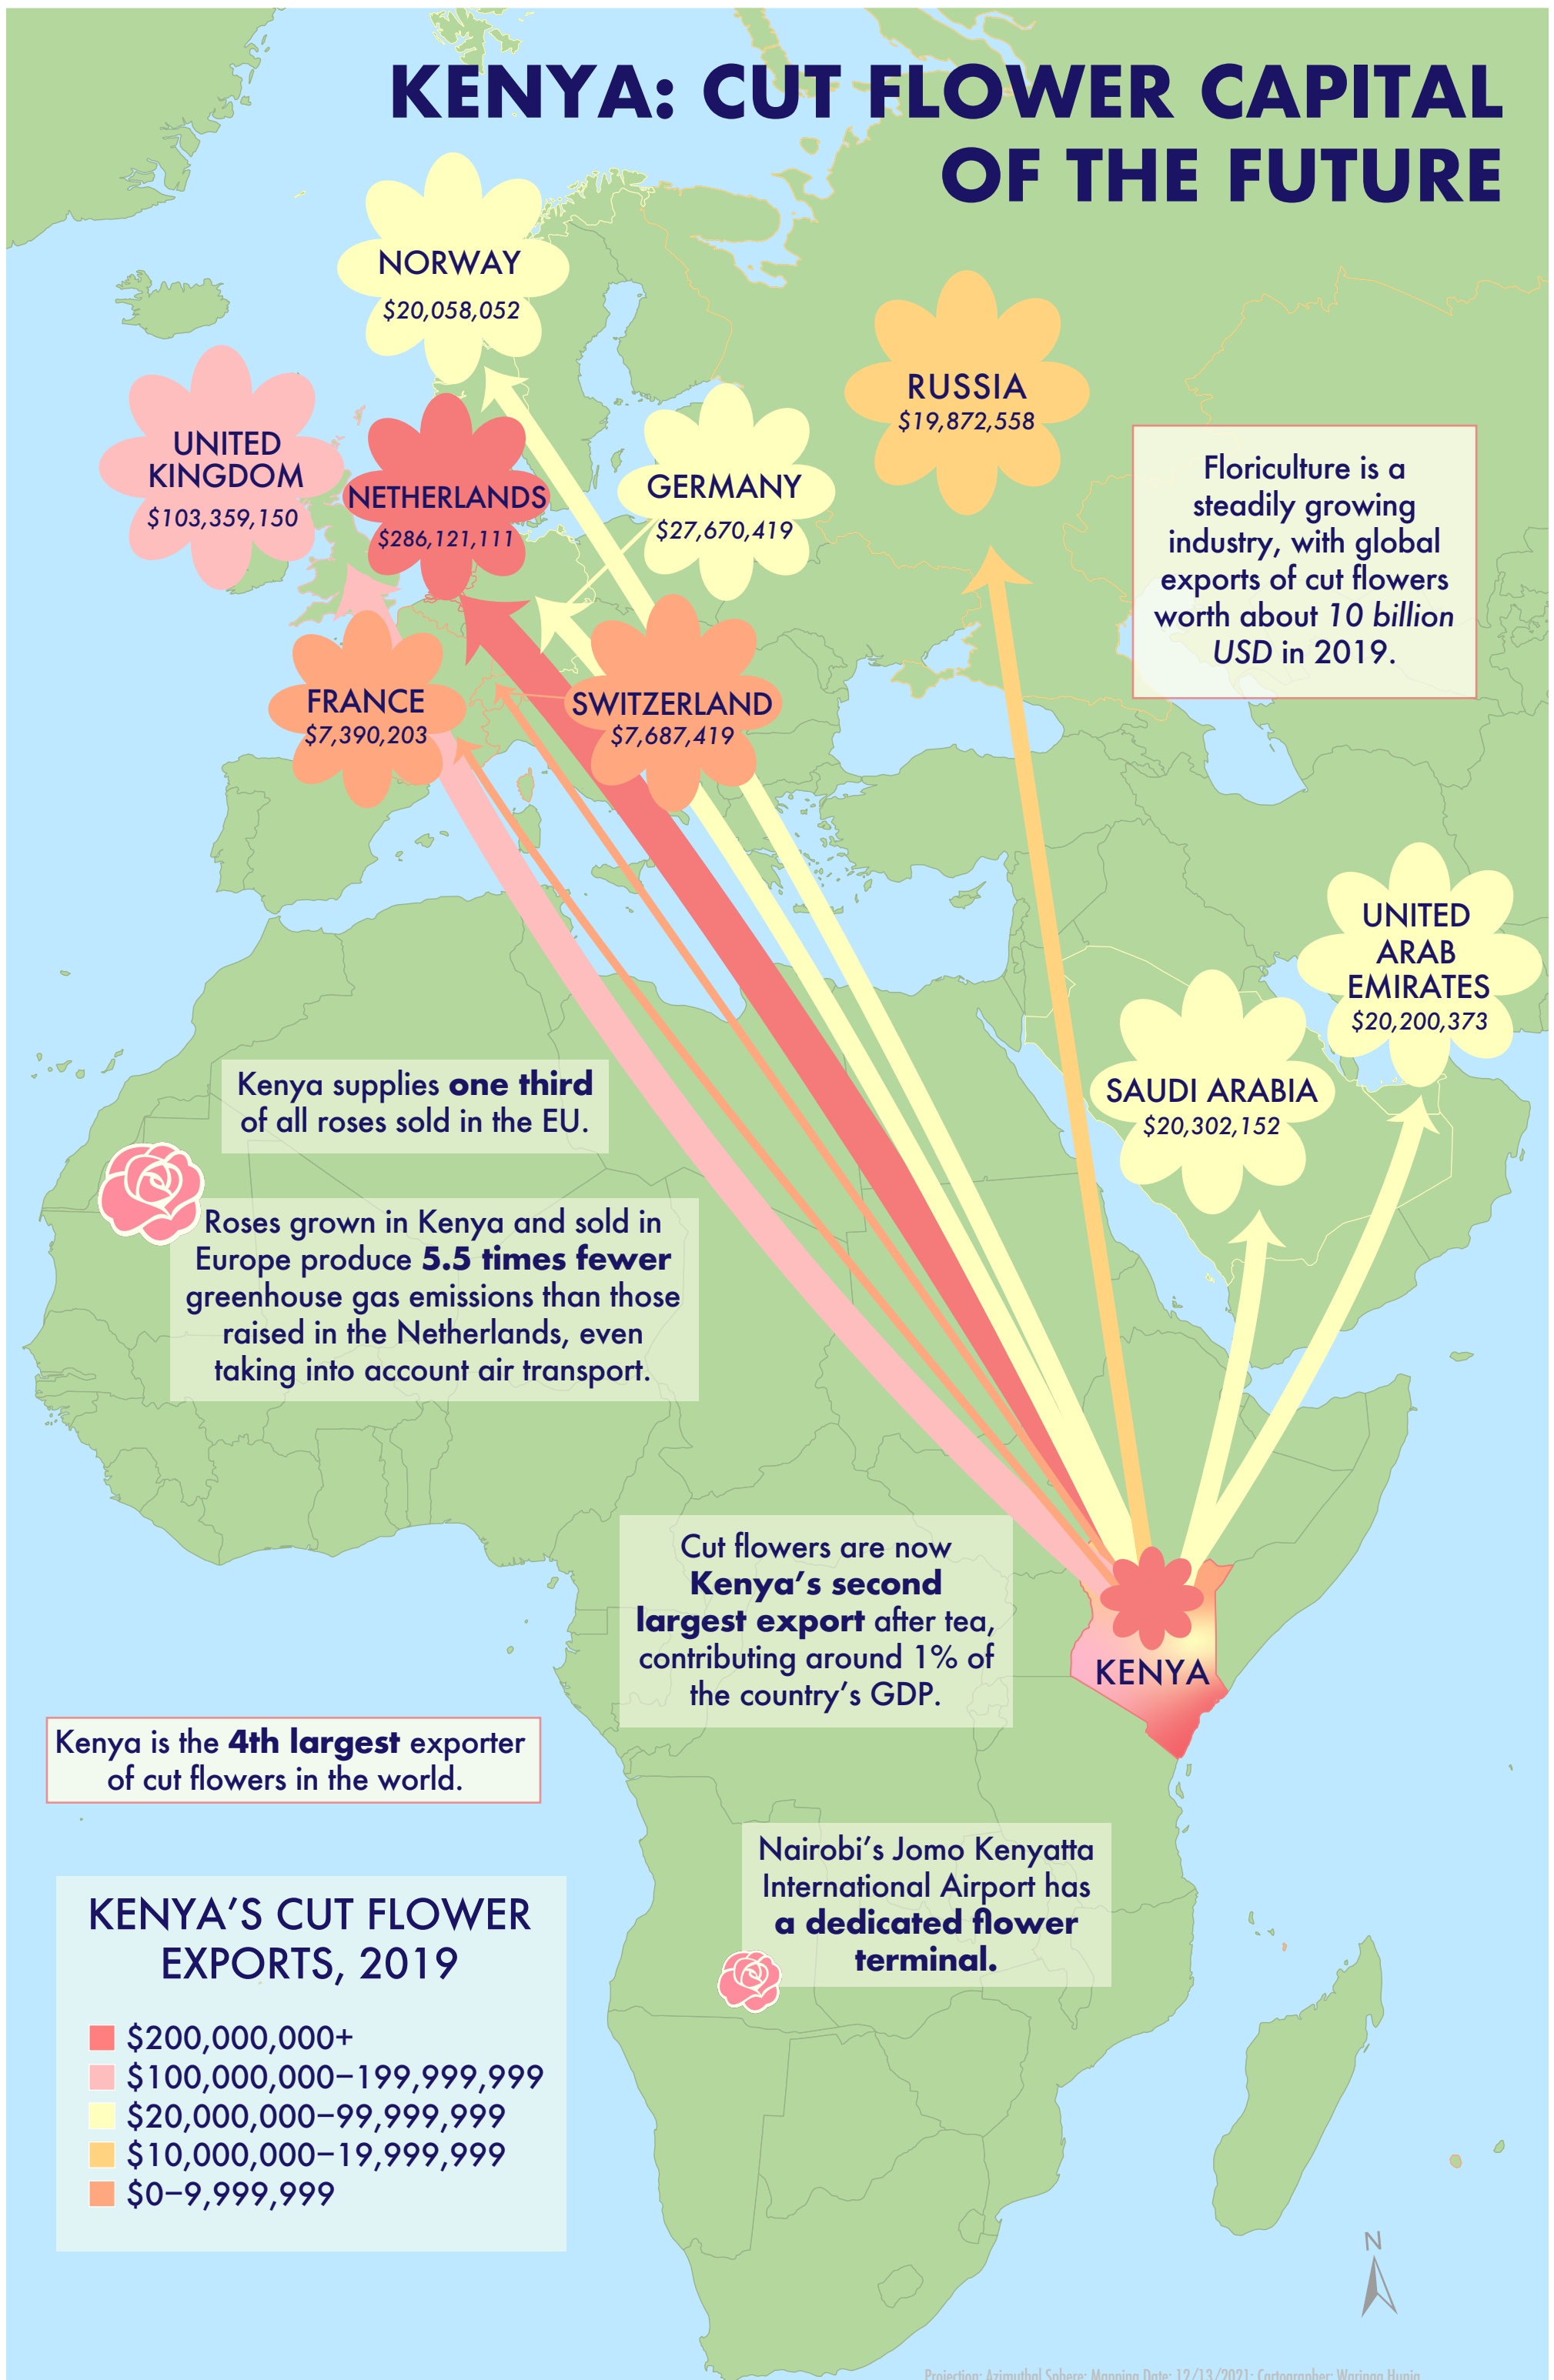 KENYA: CUT FLOWER CAPITAL
OF THE FUTURE
NORWAY
$20,058,052
RUSSIA
$19,872,558
UNITED
KINGDOM
$103,359,150
NETHERLANDS
$286,121,111
GERMANY
$27,670,419
Floriculture is a
steadily growing
industry, with global
exports of cut flowers
worth about 10 billion
USD in 2019.
FRANCE
$7,390,203
SWITZERLAND
$7,687,419
UNITED
ARAB
EMIRATES
$20,200,373
SAUDI ARABIA
$20,302,152
Kenya supplies one third
of all roses sold in the EU.
Roses grown in Kenya and sold in
Europe produce 5.5 times fewer
greenhouse gas emissions than those
raised in the Netherlands, even
taking into account air transport.
Cut flowers are now
Kenya’s second
largest export after tea,
contributing around 1% of
the country’s GDP.
KENYA
Kenya is the 4th largest exporter
of cut flowers in the world.
Nairobi’s Jomo Kenyatta
International Airport has
a dedicated flower
terminal.
KENYA’S CUT FLOWER
EXPORTS, 2019
$200,000,000+
$100,000,000–199,999,999
$20,000,000–99,999,999
$10,000,000–19,999,999
$0–9,999,999
N
Projection: Azimuthal Sphere; Mapping Date: 12/13/2021; Cartographer: